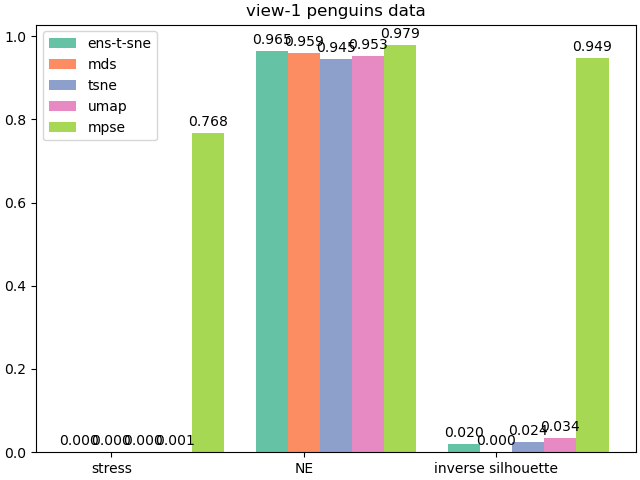 view-1 penguins data
1.0
0.8
0.6
0.4
0.2
0.0
ens-t-sne
mds
tsne
umap
mpse
0.000
0.000
0.000
0.001
0.768
0.965
0.959
0.945
0.953
0.979
0.020
0.000
0.024
0.034
0.949
stress
NE
inverse silhouette